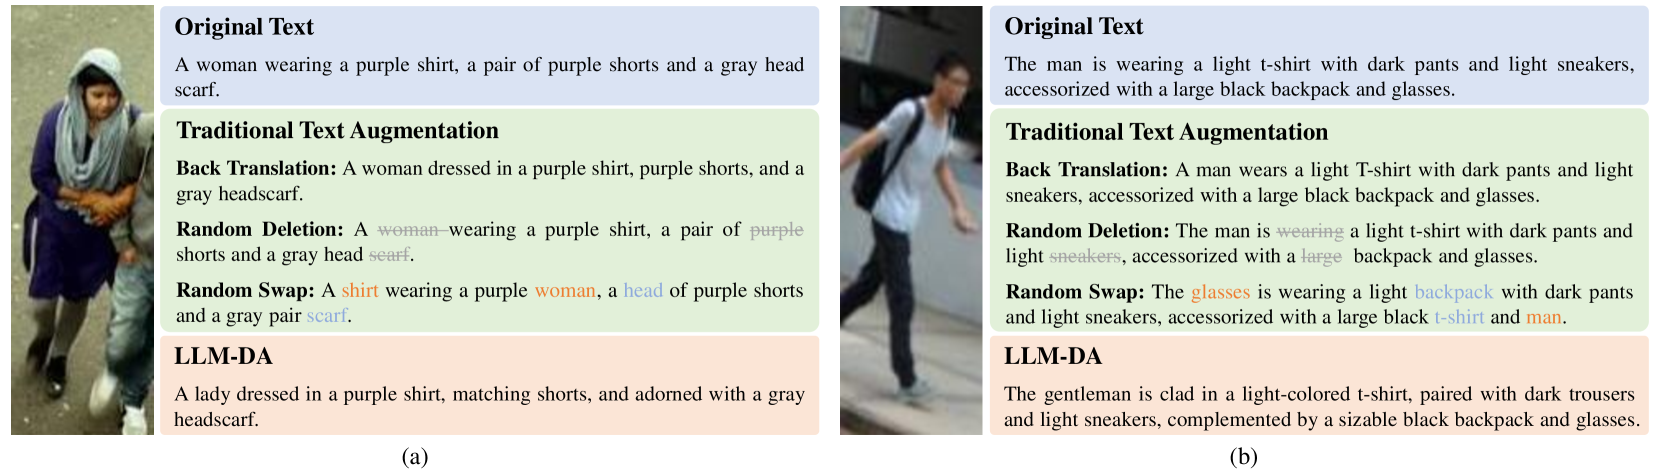 Original Text
A woman wearing a purple shirt, a pair of purple shorts and a gray head
scarf.
Traditional Text Augmentation
Back Translation: A woman dressed in a purple shirt, purple shorts, and a
gray headscarf.
Random Deletion: A woman wearing a purple shirt, a pair of purple
shorts and a gray head scarf.
Random Swap: A shirt wearing a purple woman, a head of purple shorts
and a gray pair scarf.
LLM-DA
A lady dressed in a purple shirt, matching shorts, and adorned with a gray
headscarf.
(a)
Original Text
The man is wearing a light t-shirt with dark pants and light sneakers,
accessorized with a large black backpack and glasses.
Traditional Text Augmentation
Back Translation: A man wears a light T-shirt with dark pants and light
sneakers, accessorized with a large black backpack and glasses.
Random Deletion: The man is wearing a light t-shirt with dark pants and
light sneakers, accessorized with a large backpack and glasses.
Random Swap: The glasses is wearing a light backpack with dark pants
and light sneakers, accessorized with a large black t-shirt and man.
LLM-DA
The gentleman is clad in a light-colored t-shirt, paired with dark trousers
and light sneakers, complemented by a sizable black backpack and glasses.
(b)